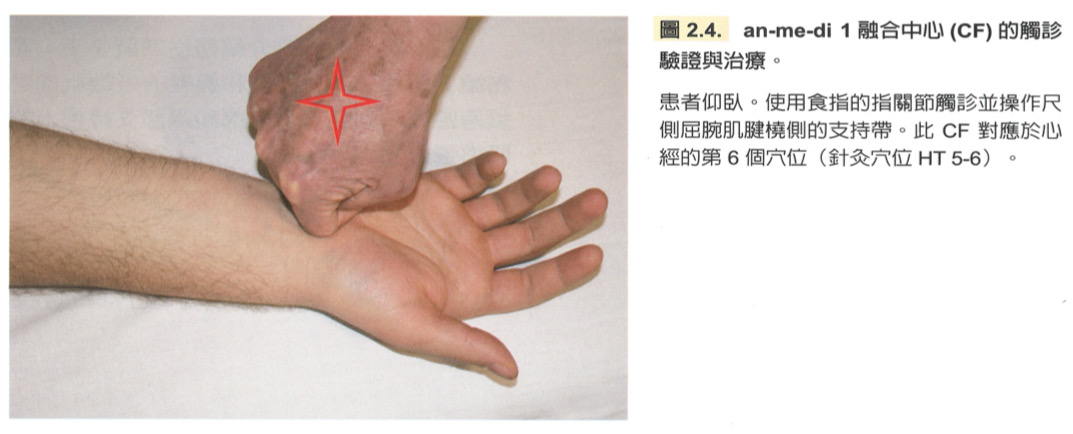 圖 2.4. an-me-di 1 融合中心 (CF) 的觸診
驗證與治療。
患者仰臥。使用食指的指關節觸診並操作尺
側屈腕肌腱橈側的支持帶。此 CF 對應於心
經的第 6 個穴位（針灸穴位 HT 5-6）。